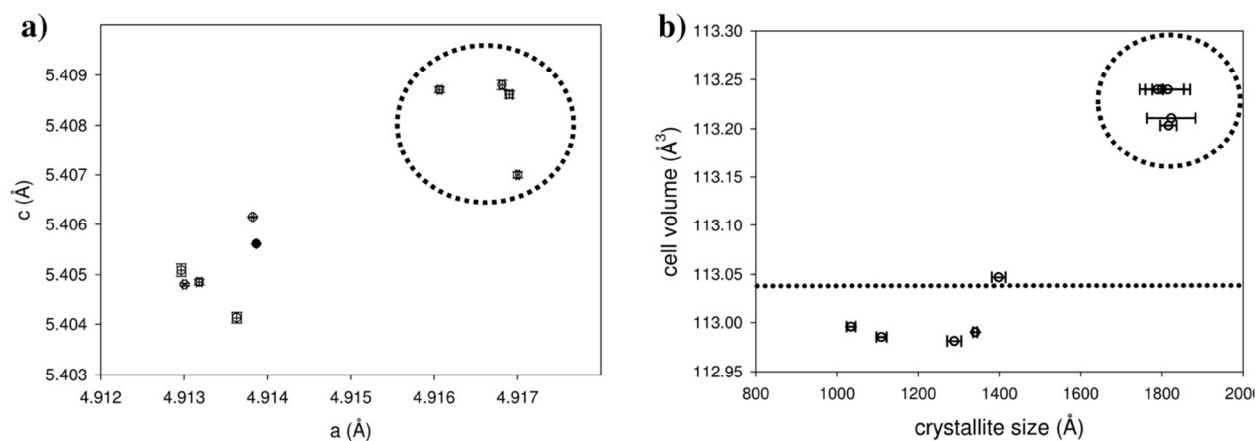 a)
5.409
5.408
5.407
5.406
5.405
5.404
5.403
c (Å)
4.912 4.913 4.914 4.915 4.916 4.917
a (Å)
b)
113.30
113.25
113.20
113.15
113.10
113.05
113.00
112.95
cell volume (Å³)
800 1000 1200 1400 1600 1800 2000
crystallite size (Å)